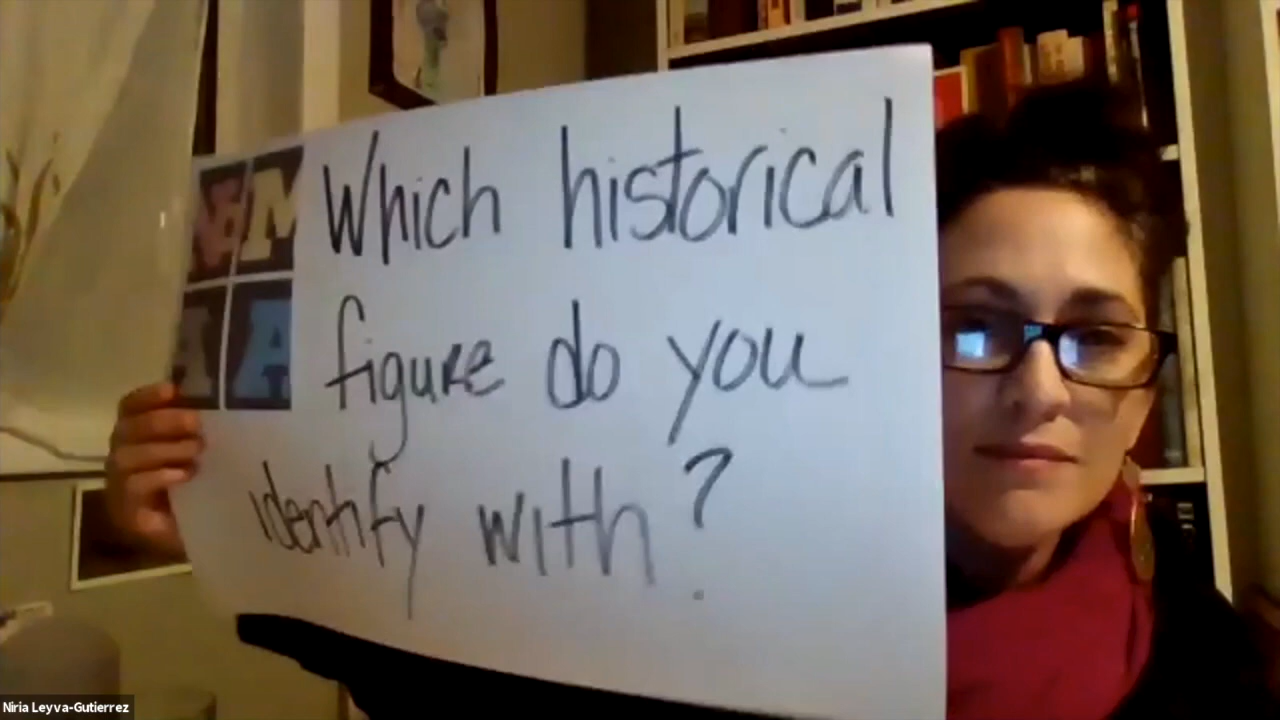 Which historical
figure do you
identify with?
M
A
Niria Leyva-Gutierrez